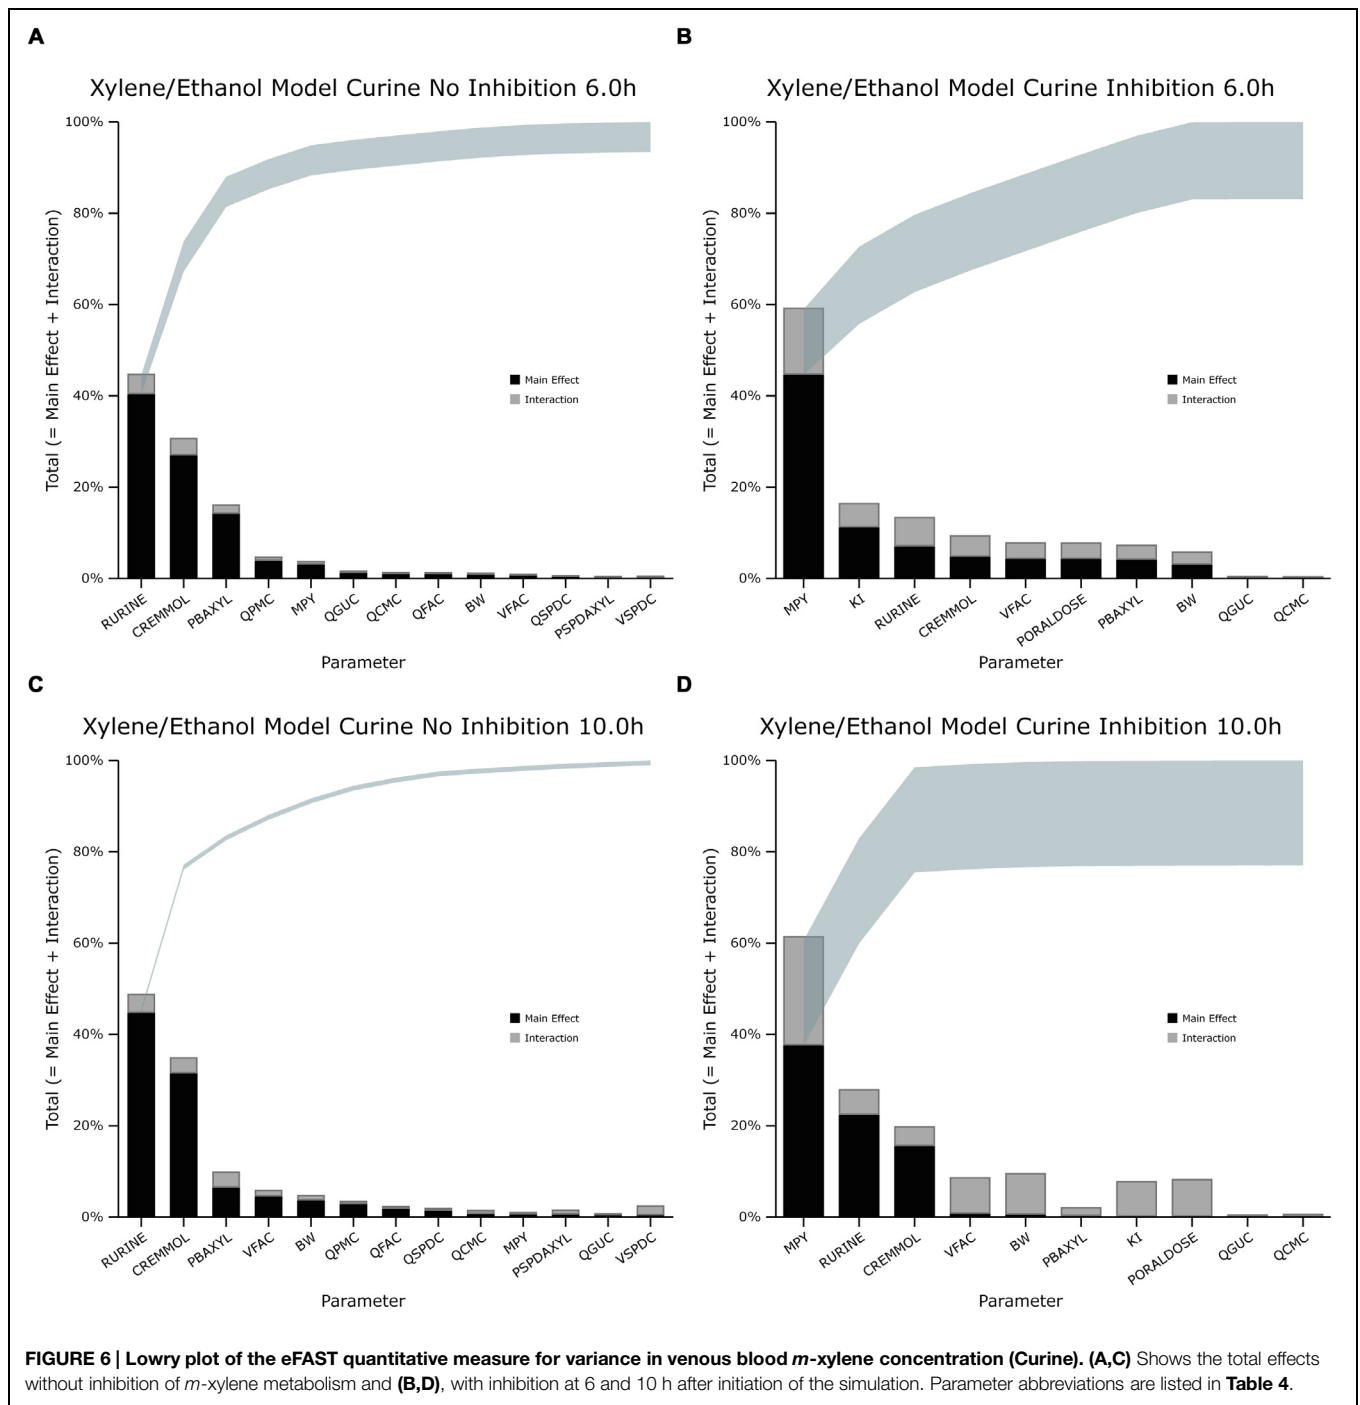 A
Xylene/Ethanol Model Curine No Inhibition 6.0h
100%
80%
60%
40%
20%
0%
Total (= Main Effect + Interaction)
Main Effect
Interaction
RURINE
CREMMOL
PBAXYL
QPMC
MPY
QGUC
QCMC
QFAC
BW
VFAC
QSPDC
PSPDAXYL
VSPDC
Parameter
B
Xylene/Ethanol Model Curine Inhibition 6.0h
100%
80%
60%
40%
20%
0%
Total (= Main Effect + Interaction)
Main Effect
Interaction
MPY
KI
RURINE
CREMMOL
VFAC
PORALDOSE
PBAXYL
BW
QGUC
QCMC
Parameter
C
Xylene/Ethanol Model Curine No Inhibition 10.0h
100%
80%
60%
40%
20%
0%
Total (= Main Effect + Interaction)
Main Effect
Interaction
RURINE
CREMMOL
PBAXYL
VFAC
BW
QPMC
QFAC
QSPDC
QCMC
MPY
PSPDAXYL
QGUC
VSPDC
Parameter
D
Xylene/Ethanol Model Curine Inhibition 10.0h
100%
80%
60%
40%
20%
0%
Total (= Main Effect + Interaction)
Main Effect
Interaction
MPY
RURINE
CREMMOL
VFAC
BW
PBAXYL
KI
PORALDOSE
QGUC
QCMC
Parameter
FIGURE 6 | Lowry plot of the eFAST quantitative measure for variance in venous blood m-xylene concentration (Curine). (A,C) Shows the total effects
without inhibition of m-xylene metabolism and (B,D), with inhibition at 6 and 10 h after initiation of the simulation. Parameter abbreviations are listed in Table 4.